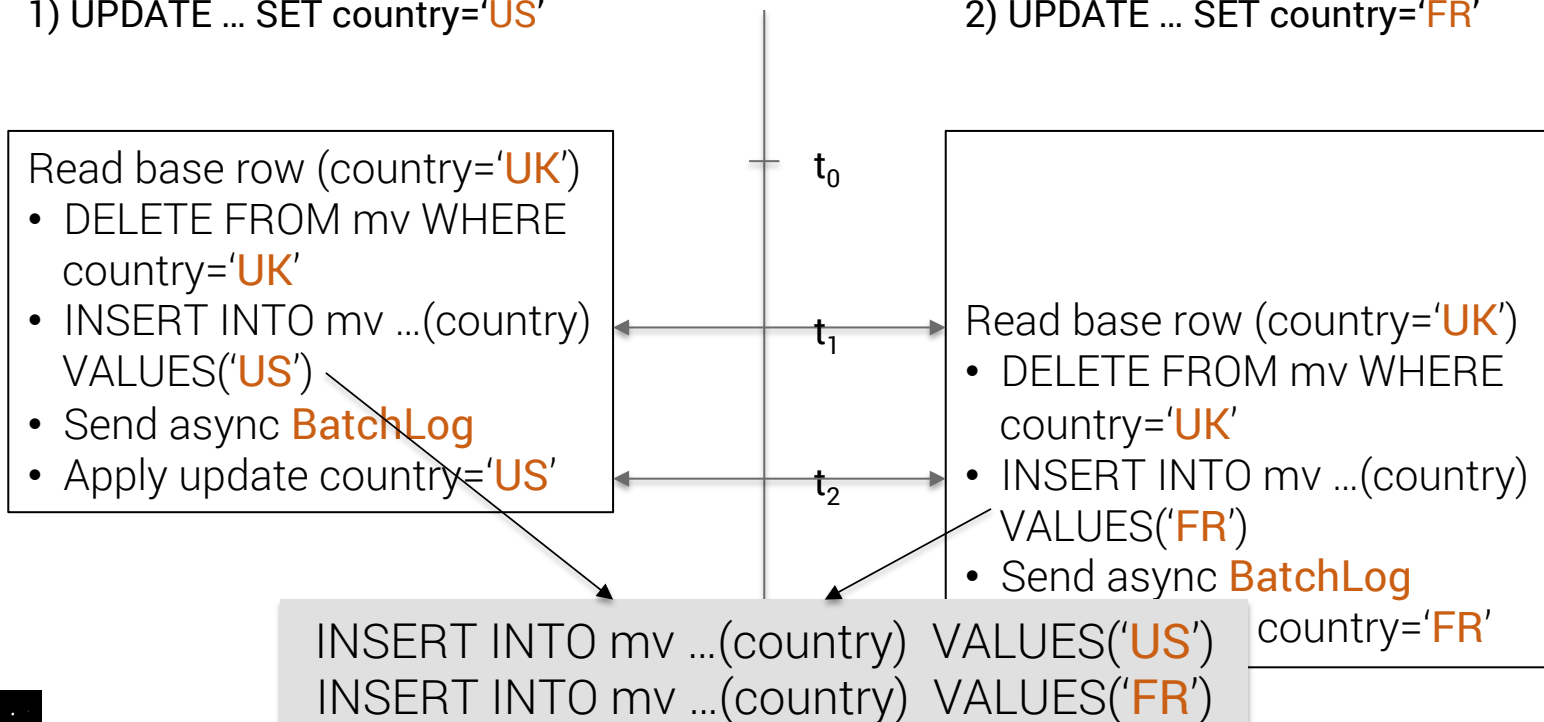 1) UPDATE … SET country=‘US’
2) UPDATE … SET country=‘FR’
Read base row (country=‘UK’)
• DELETE FROM mv WHERE
country=‘UK’
• INSERT INTO mv …(country)
VALUES(‘US’)
• Send async BatchLog
• Apply update country=‘US’
t₀
t₁
t₂
Read base row (country=‘UK’)
• DELETE FROM mv WHERE
country=‘UK’
• INSERT INTO mv …(country)
VALUES(‘FR’)
• Send async BatchLog
country=‘FR’
INSERT INTO mv …(country) VALUES(‘US’)
INSERT INTO mv …(country) VALUES(‘FR’)